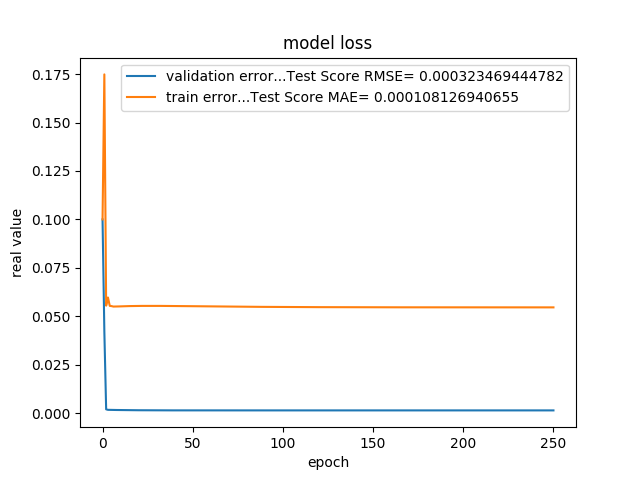 model loss
validation error...Test Score RMSE= 0.000323469444782
train error...Test Score MAE= 0.000108126940655
real value
0.175
0.150
0.125
0.100
0.075
0.050
0.025
0.000
0 50 100 150 200 250
epoch